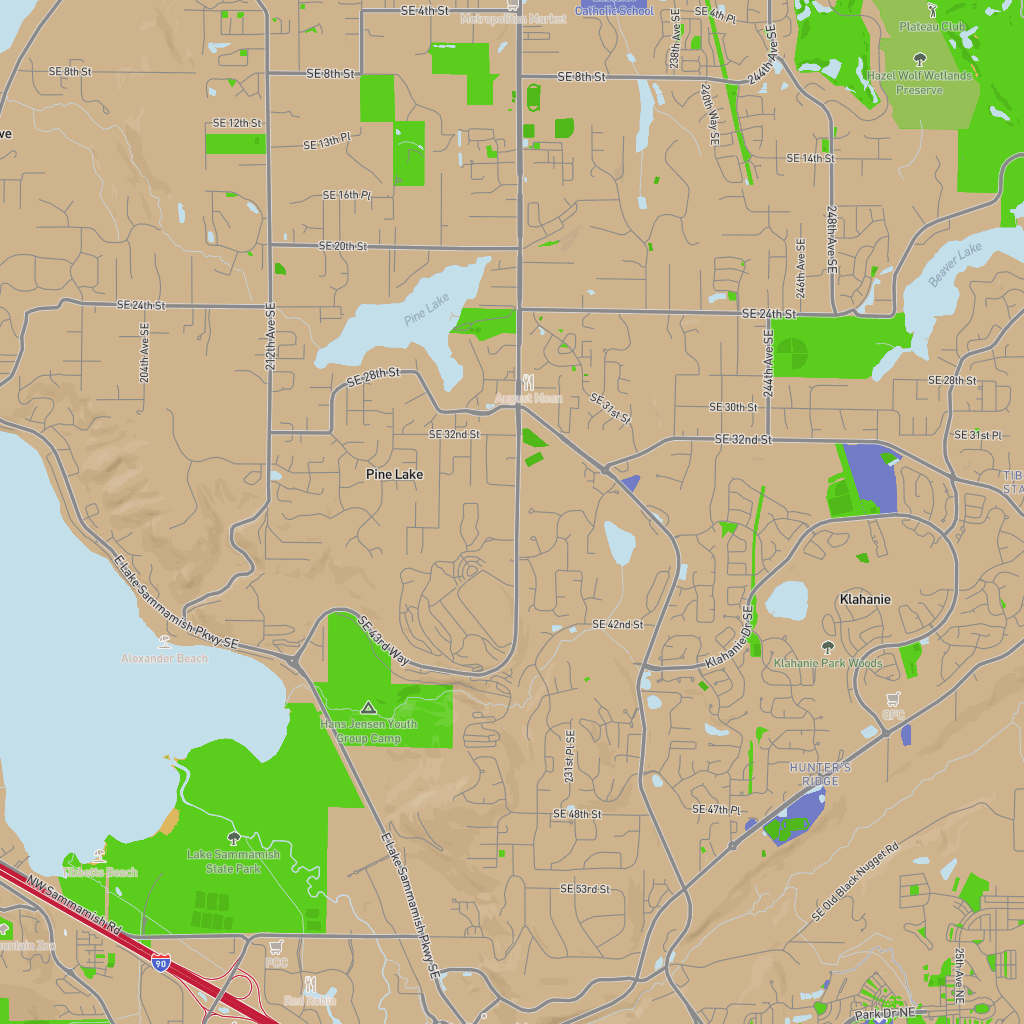 SE 4th St
Metropolitan Market
Catholic School
SE 4th Pl
238th Ave SE
244th Ave SE
Plateau Club
SE 8th St
SE 8th St
SE 8th St
Hazel Wolf Wetlands
Preserve
240th Way SE
SE 12th St
ve
SE 13th Pl
SE 14th St
SE 16th Pl
248th Ave SE
SE 20th St
246th Ave SE
Beaver Lake
SE 24th St
Pine Lake
SE 24th St
204th Ave SE
212th Ave SE
244th Ave SE
SE 28th St
SE 28th St
August Moon
SE 31st St
SE 30th St
SE 32nd St
SE 32nd St
SE 31st Pl
Pine Lake
TIB
STA
E Lake Sammamish Pkwy SE
Klahanie
SE 42nd St
SE 43rd Way
Klahanie Dr SE
Alexander Beach
Klahanie Park Woods
QFC
Hans Jensen Youth
Group Camp
231st Pl SE
HUNTER'S
RIDGE
SE 47th Pl
SE 48th St
Lake Sammamish
State Park
Tibbetts Beach
E Lake Sammamish Pkwy SE
SE Old Black Nugget Rd
NW Sammamish Rd
SE 53rd St
untain Zoo
90
PCC
25th Ave NE
Red Robin
Park Dr NE